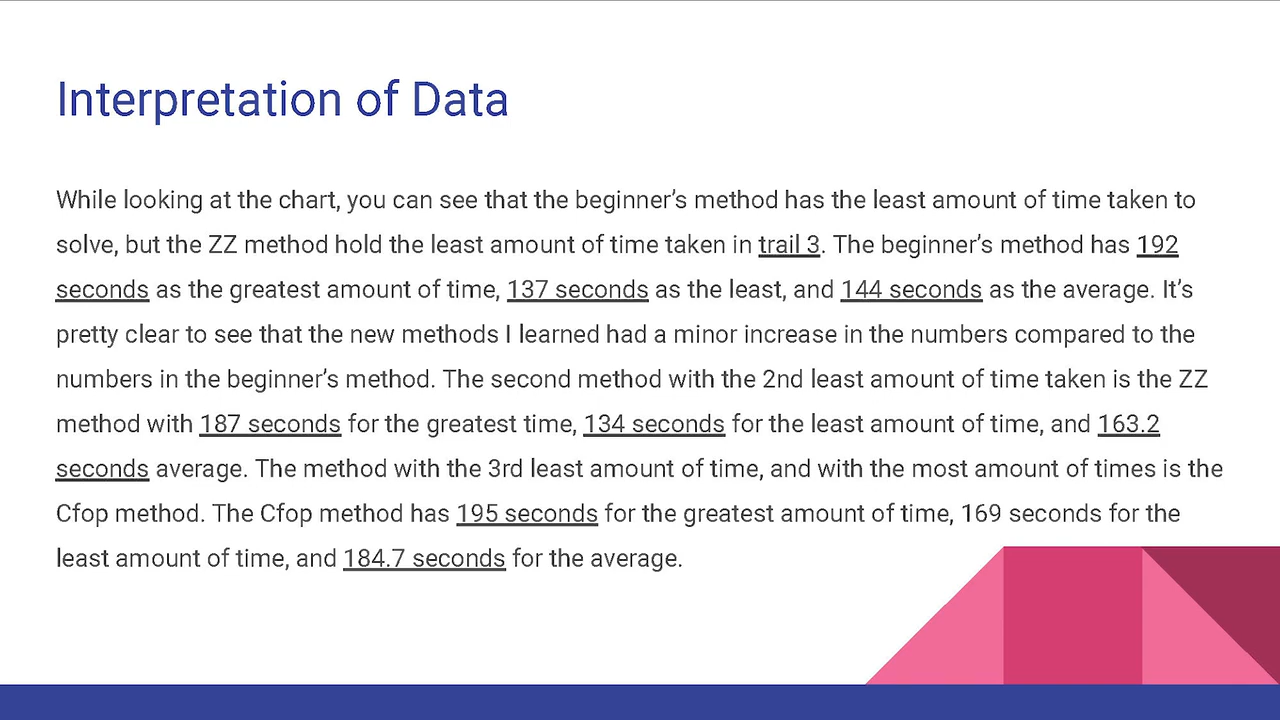 Interpretation of Data
While looking at the chart, you can see that the beginner’s method has the least amount of time taken to
solve, but the ZZ method hold the least amount of time taken in trail 3. The beginner’s method has 192
seconds as the greatest amount of time, 137 seconds as the least, and 144 seconds as the average. It’s
pretty clear to see that the new methods I learned had a minor increase in the numbers compared to the
numbers in the beginner’s method. The second method with the 2nd least amount of time taken is the ZZ
method with 187 seconds for the greatest time, 134 seconds for the least amount of time, and 163.2
seconds average. The method with the 3rd least amount of time, and with the most amount of times is the
Cfop method. The Cfop method has 195 seconds for the greatest amount of time, 169 seconds for the
least amount of time, and 184.7 seconds for the average.